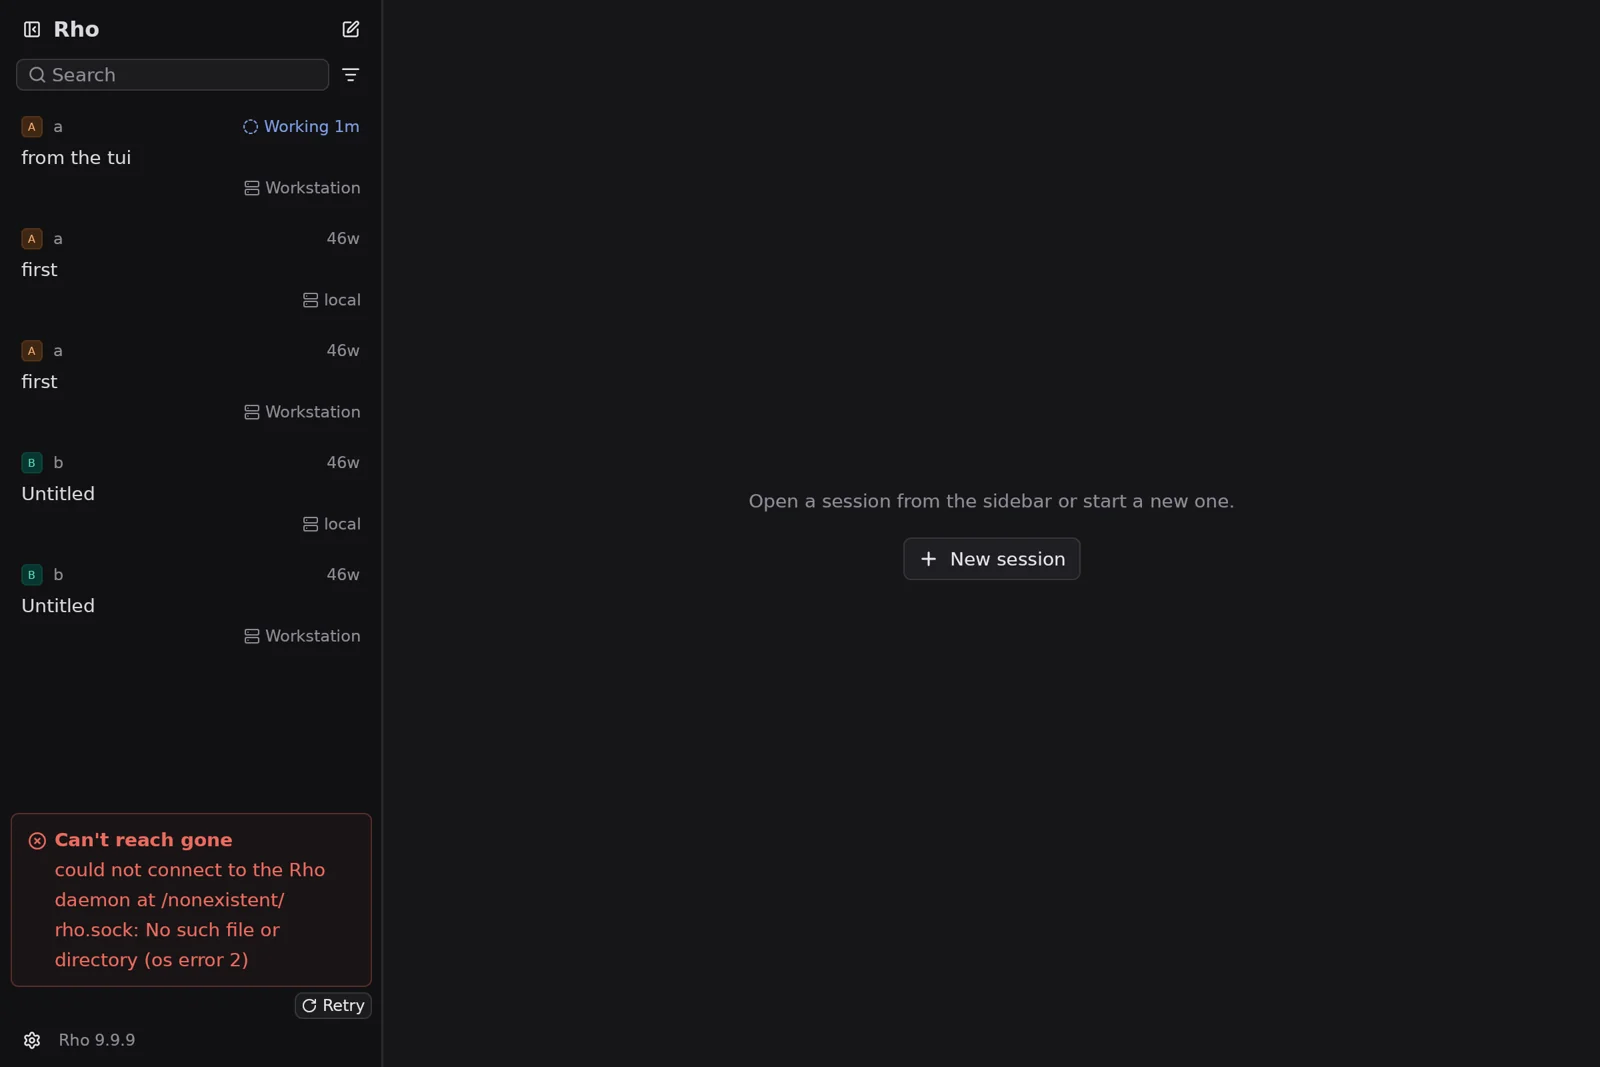 Rho
Search
A a Working 1m
from the tui
Workstation
A a 46w
first
local
A a 46w
first
Workstation
B b 46w
Untitled
local
B b 46w
Untitled
Workstation
Open a session from the sidebar or start a new one.
New session
Can't reach gone
could not connect to the Rho
daemon at /nonexistent/
rho.sock: No such file or
directory (os error 2)
Retry
Rho 9.9.9